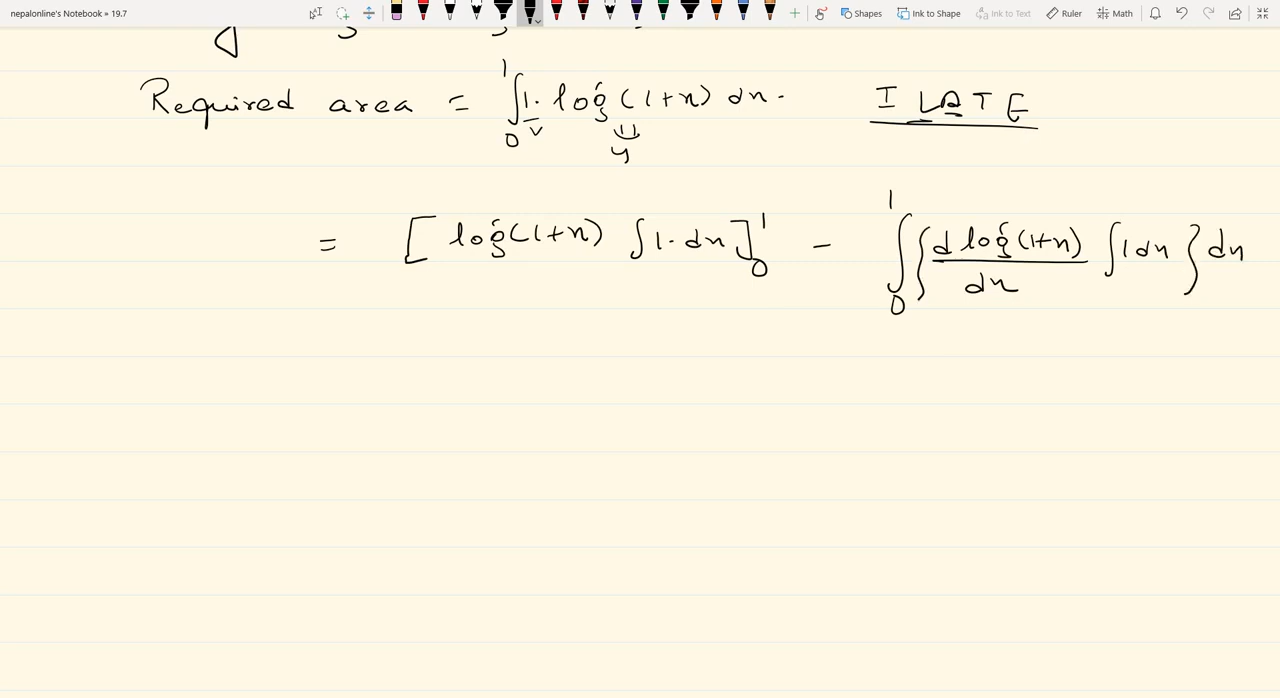 nepalonline's Notebook » 19.7
Shapes Ink to Shape Ink to Text Ruler Math
Required area = ∫₀¹ 1. log(1+x) dx. I LATE
v u
= [ log(1+x) ∫1.dx ]₀¹ - ∫₀¹ { d log(1+x) / dx ∫1dx } dx